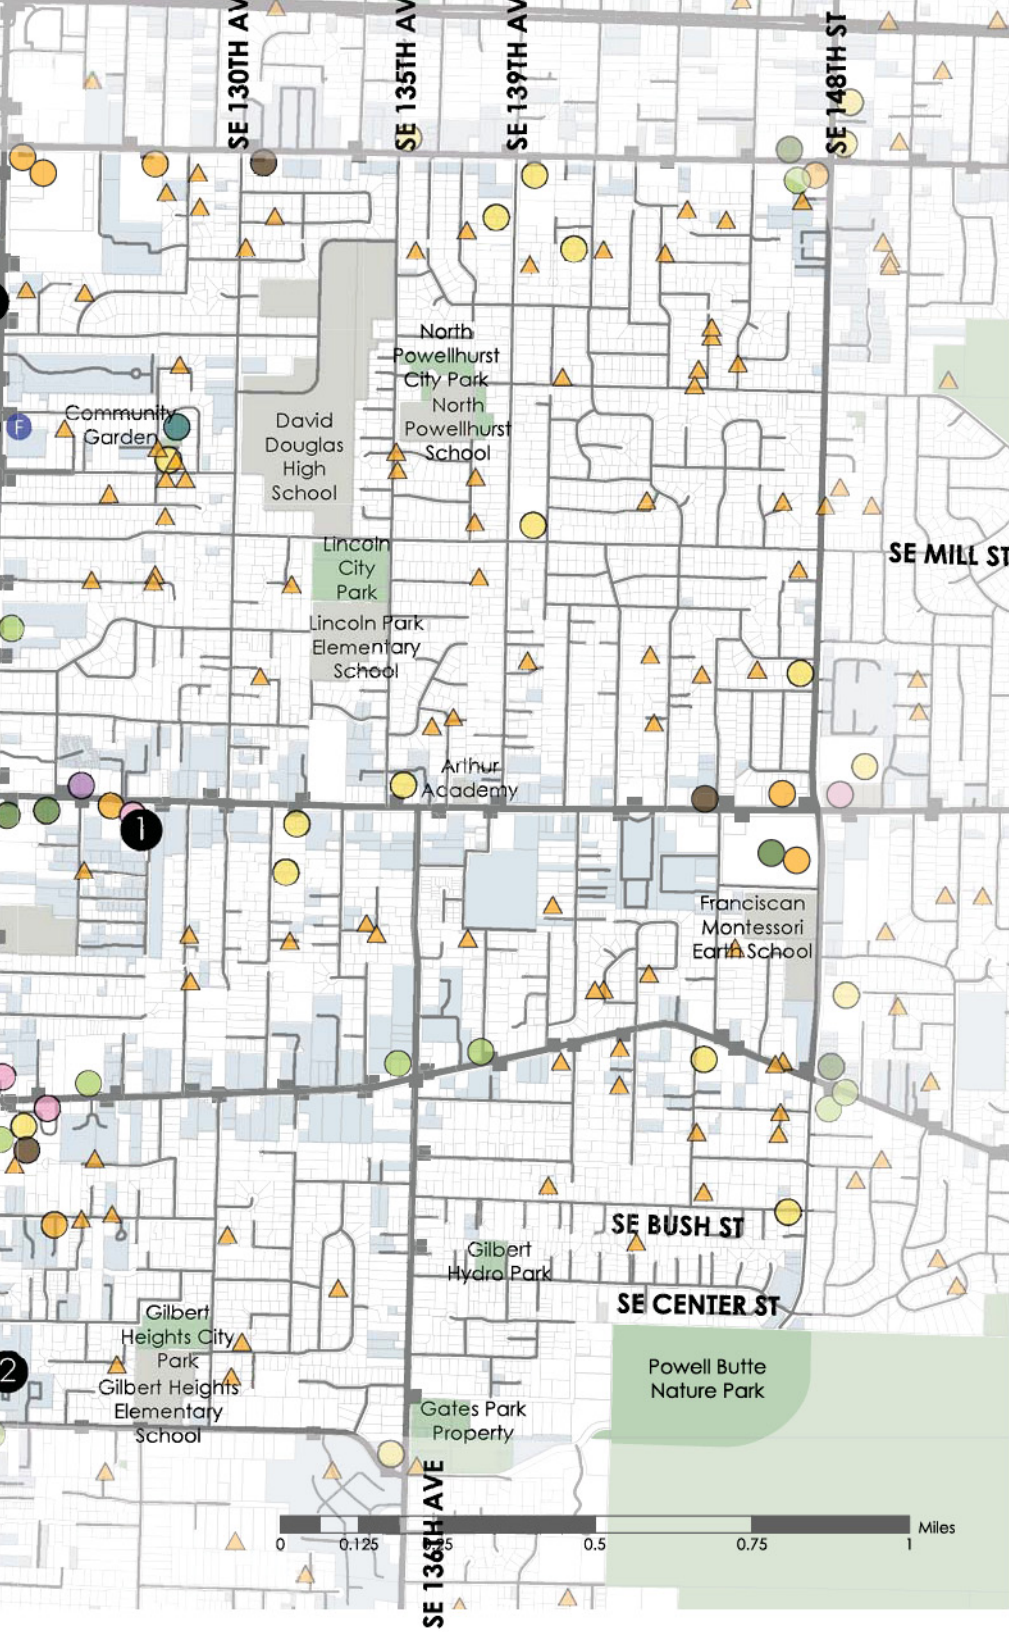 SE 130TH AV
SE 135TH AV
SE 139TH AV
SE 148TH ST
North
Powellhurst
City Park
North
Powellhurst
School
Community
Garden
F
David
Douglas
High
School
SE MILL ST
Lincoln
City
Park
Lincoln Park
Elementary
School
Arthur
Academy
1
Franciscan
Montessori
Earth School
SE BUSH ST
Gilbert
Hydro Park
SE CENTER ST
Gilbert
Heights City
Park
Gilbert Heights
Elementary
School
2
Powell Butte
Nature Park
Gates Park
Property
SE 136TH AVE
0 0.125 0.25 0.5 0.75 1 Miles